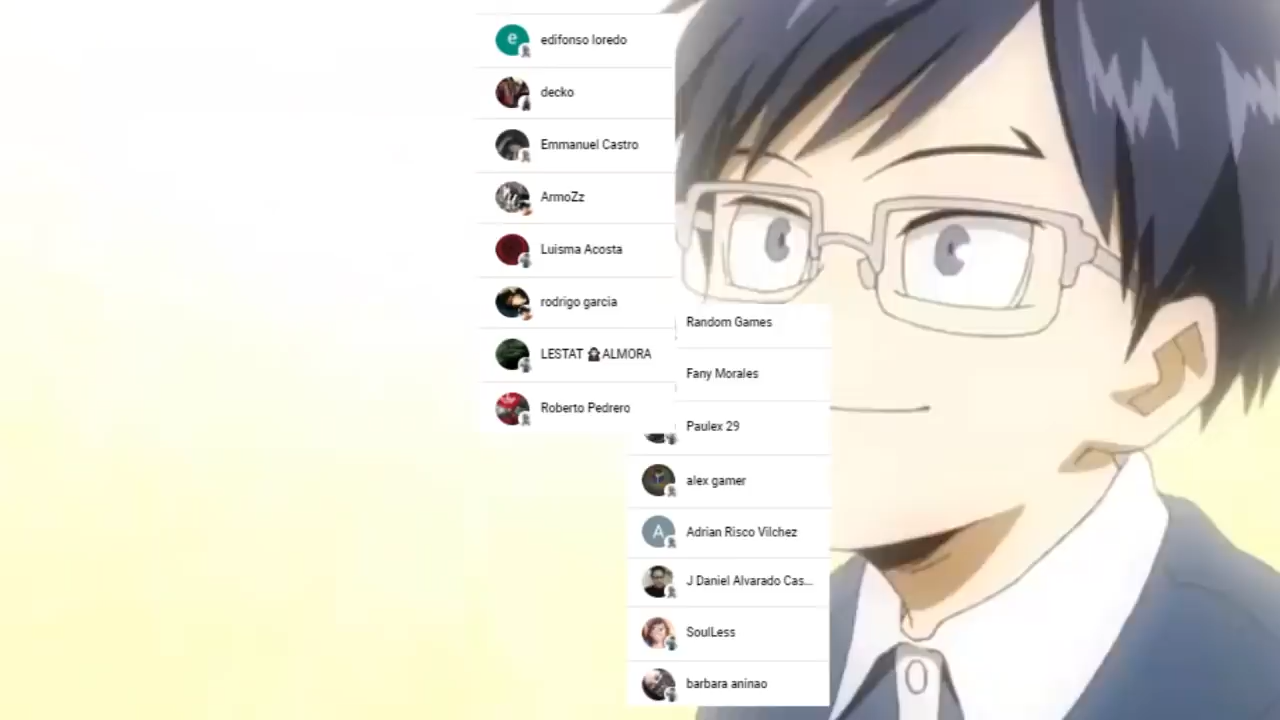 e edifonso loredo
decko
Emmanuel Castro
ArmoZz
Luisma Acosta
rodrigo garcia
LESTAT ALMORA
Roberto Pedrero
Random Games
Fany Morales
Paulex 29
alex gamer
A Adrian Risco Vilchez
J Daniel Alvarado Cas...
SoulLess
barbara aninao